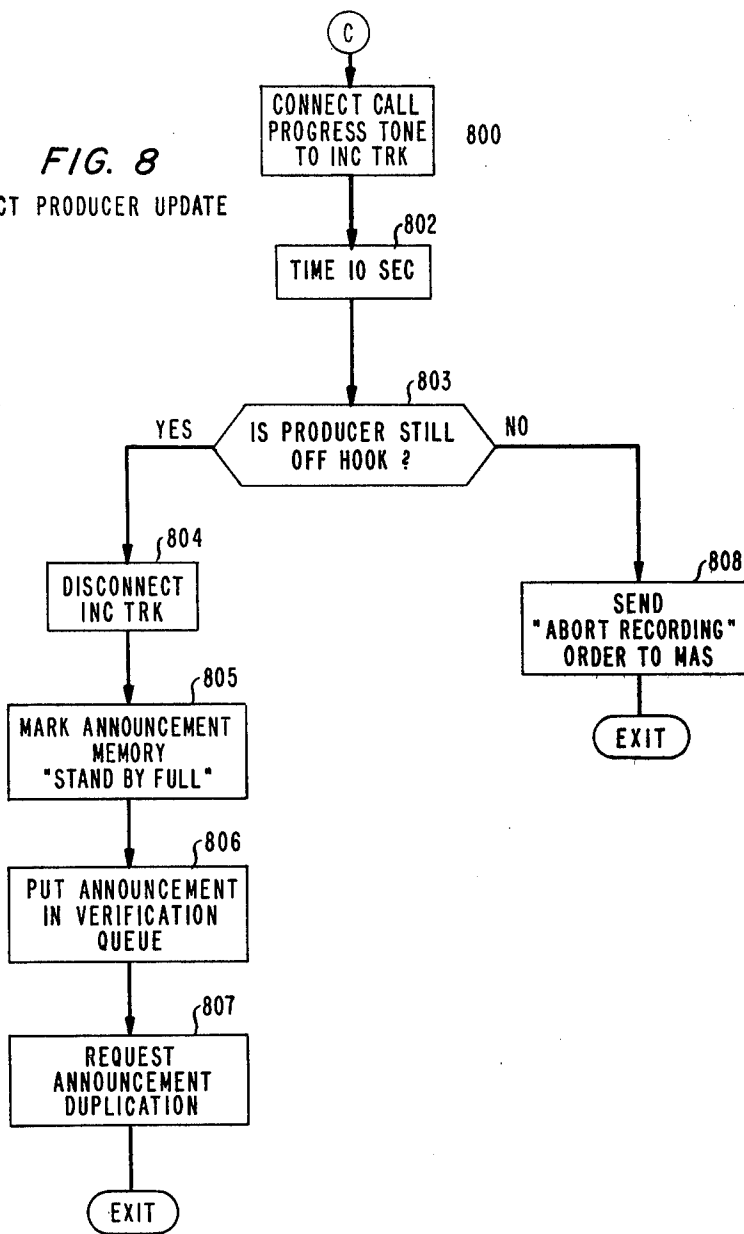 C
CONNECT CALL
PROGRESS TONE
TO INC TRK
800
FIG. 8
CT PRODUCER UPDATE
802
TIME 10 SEC
803
YES
IS PRODUCER STILL
OFF HOOK ?
NO
804
DISCONNECT
INC TRK
808
SEND
"ABORT RECORDING"
ORDER TO MAS
EXIT
805
MARK ANNOUNCEMENT
MEMORY
"STAND BY FULL"
806
PUT ANNOUNCEMENT
IN VERIFICATION
QUEUE
807
REQUEST
ANNOUNCEMENT
DUPLICATION
EXIT